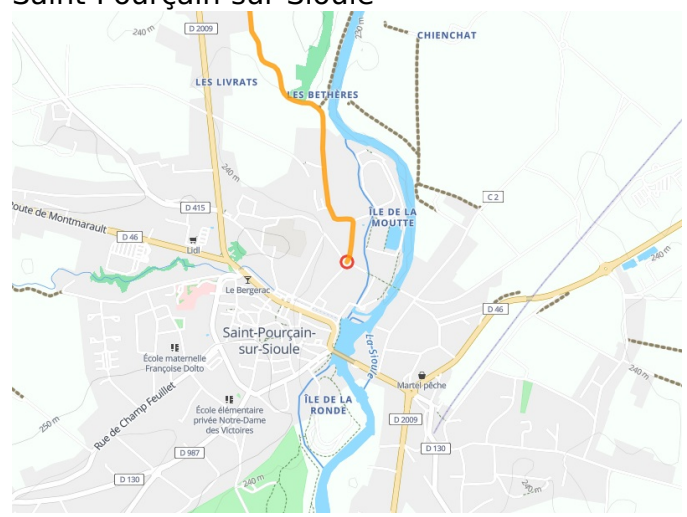 Saint-Pourçain-sur-Sioule
240 m
D 2009
230 m
CHIENCHAT
LES LIVRATS
LES BETHÈRES
240 m
D 415
C 2
Route de Montmarault
ÎLE DE LA
MOUTTE
D 46
Lidl
240 m
Le Bergerac
D 46
Saint-Pourçain-
sur-Sioule
La Sioule
École maternelle
Françoise Dolto
240 m
Martel pêche
Rue de Champ Feuillet
École élémentaire
privée Notre-Dame
des Victoires
ÎLE DE LA
RONDE
250 m
D 2009
D 987
D 130
D 130
240 m